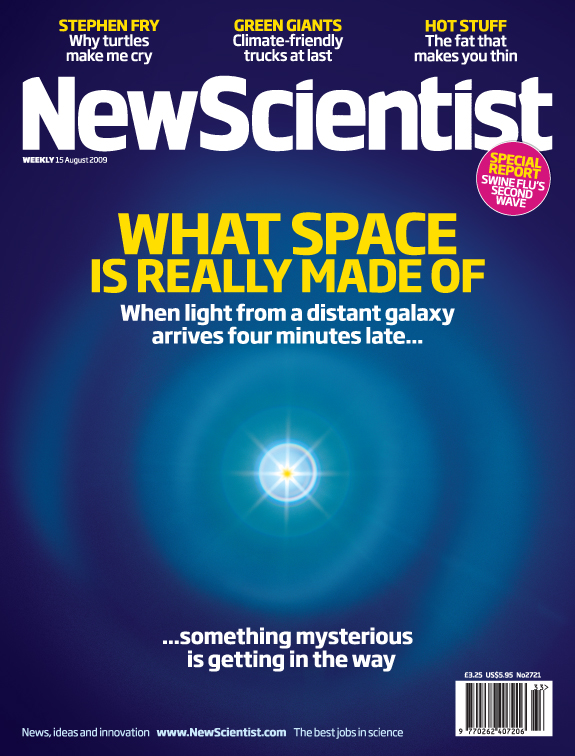 STEPHEN FRY
Why turtles
make me cry
GREEN GIANTS
Climate-friendly
trucks at last
HOT STUFF
The fat that
makes you thin
NewScientist
WEEKLY 15 August 2009
SPECIAL
REPORT
SWINE FLU'S
SECOND
WAVE
WHAT SPACE
IS REALLY MADE OF
When light from a distant galaxy
arrives four minutes late...
...something mysterious
is getting in the way
£3.25 US$5.95 No2721
33>
9 770262 407206
News, ideas and innovation www.NewScientist.com The best jobs in science